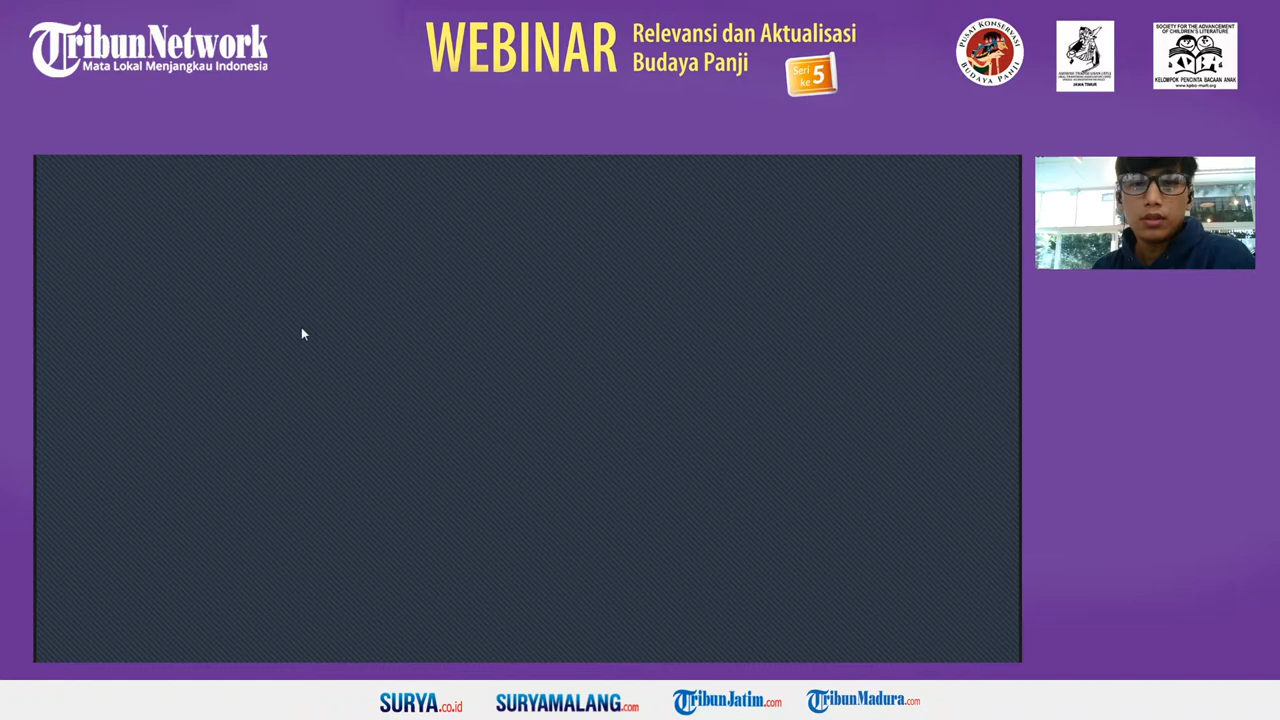 TribunNetwork
Mata Lokal Menjangkau Indonesia
WEBINAR
Relevansi dan Aktualisasi
Budaya Panji
Seri
ke 5
PUSAT KONSERVASI
BUDAYA PANJI
JAWA TIMUR
SOCIETY FOR THE ADVANCEMENT
OF CHILDREN'S LITERATURE
KPBA
KELOMPOK PENCINTA BACAAN ANAK
SURYA.co.id
SURYAMALANG.com
TribunJatim.com
TribunMadura.com